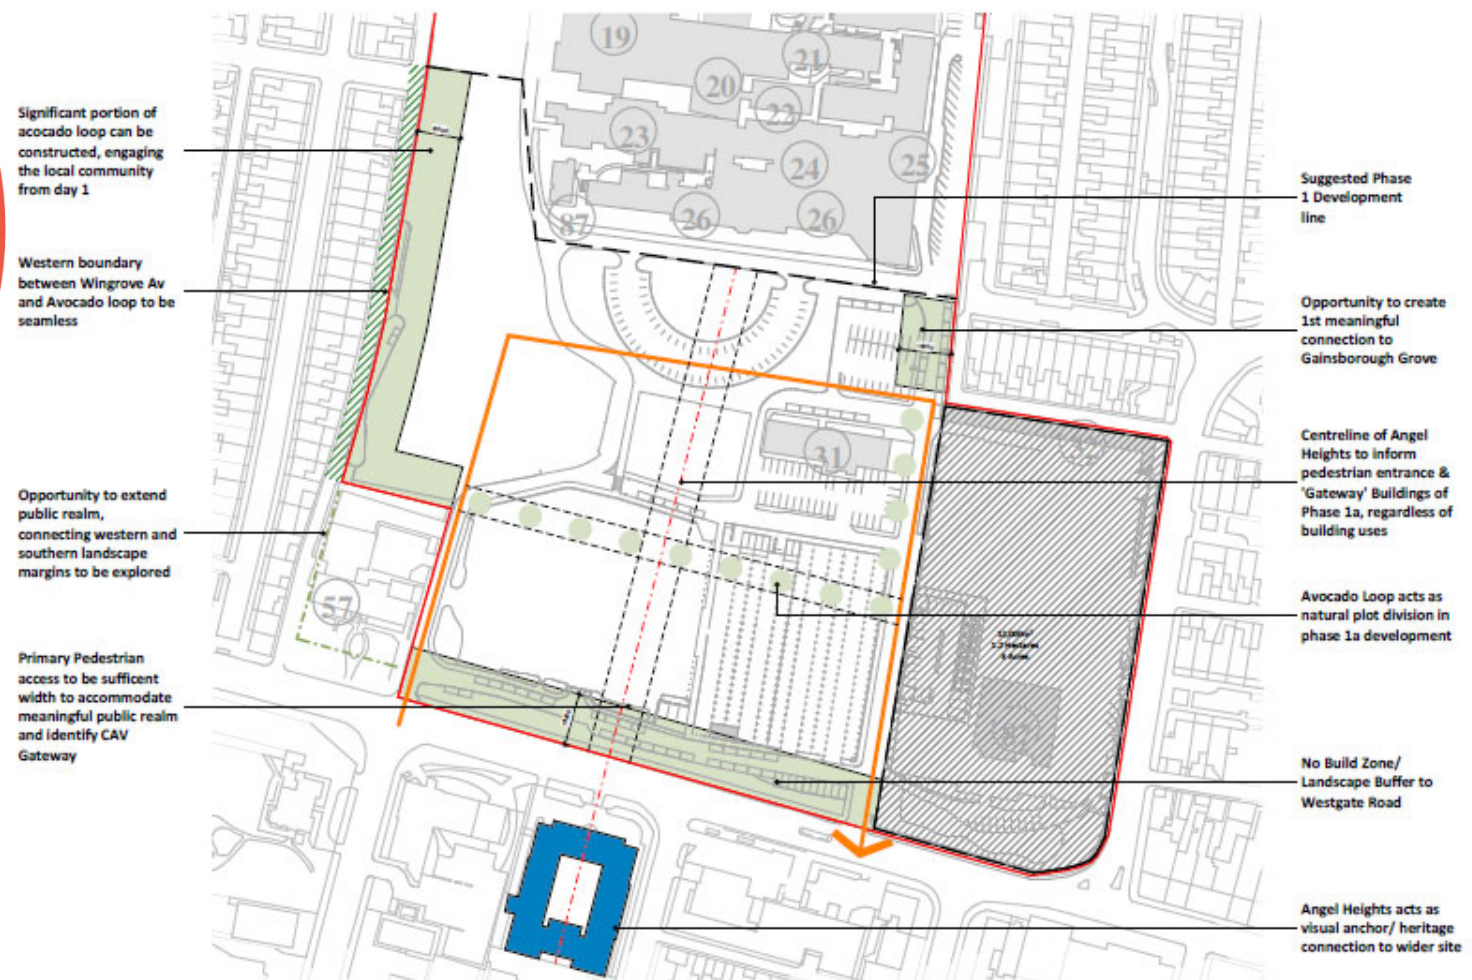 Significant portion of
acocado loop can be
constructed, engaging
the local community
from day 1
Western boundary
between Wingrove Av
and Avocado loop to be
seamless
Opportunity to extend
public realm,
connecting western and
southern landscape
margins to be explored
Primary Pedestrian
access to be sufficent
width to accommodate
meaningful public realm
and identify CAV
Gateway
19
21
20
22
23
24
25
87
26
26
31
57
Suggested Phase
1 Development
line
Opportunity to create
1st meaningful
connection to
Gainsborough Grove
Centreline of Angel
Heights to inform
pedestrian entrance &
'Gateway' Buildings of
Phase 1a, regardless of
building uses
Avocado Loop acts as
natural plot division in
phase 1a development
No Build Zone/
Landscape Buffer to
Westgate Road
Angel Heights acts as
visual anchor/ heritage
connection to wider site